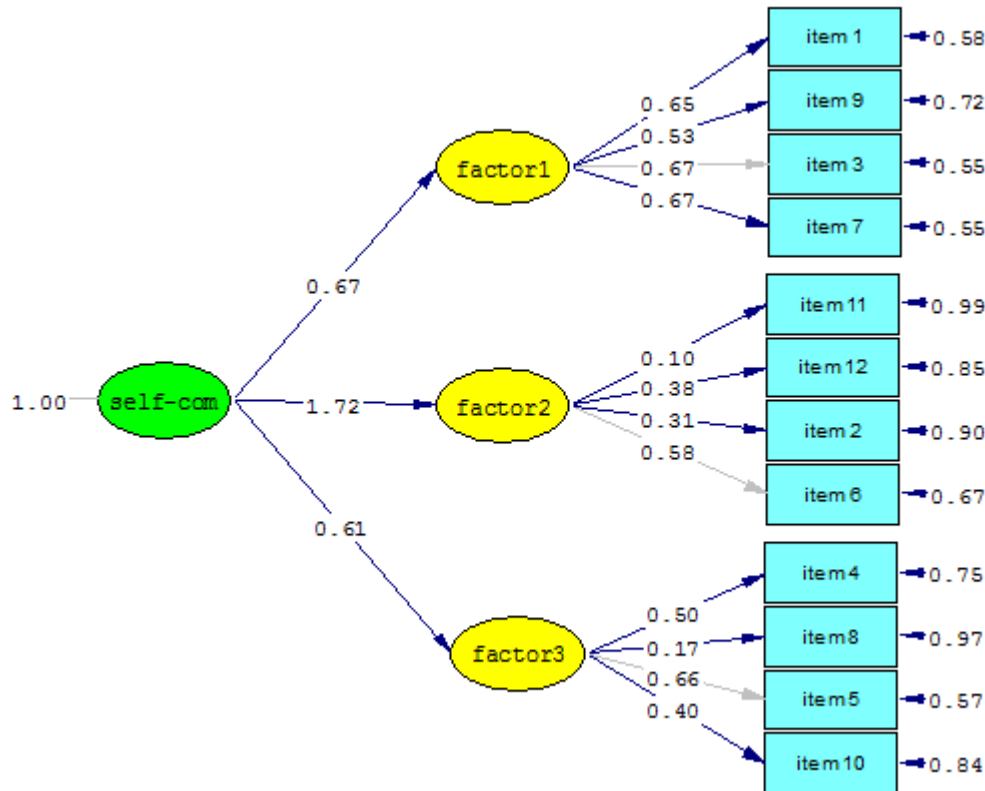 item 1
0.58
0.65
item 9
0.72
0.53
factor1
0.67
item 3
0.55
0.67
item 7
0.55
0.67
item 11
0.99
0.10
item 12
0.85
1.00
self-com
1.72
factor2
0.38
0.31
item 2
0.90
0.58
item 6
0.67
0.61
item 4
0.75
0.50
item 8
0.97
0.17
factor3
0.66
item 5
0.57
0.40
item 10
0.84